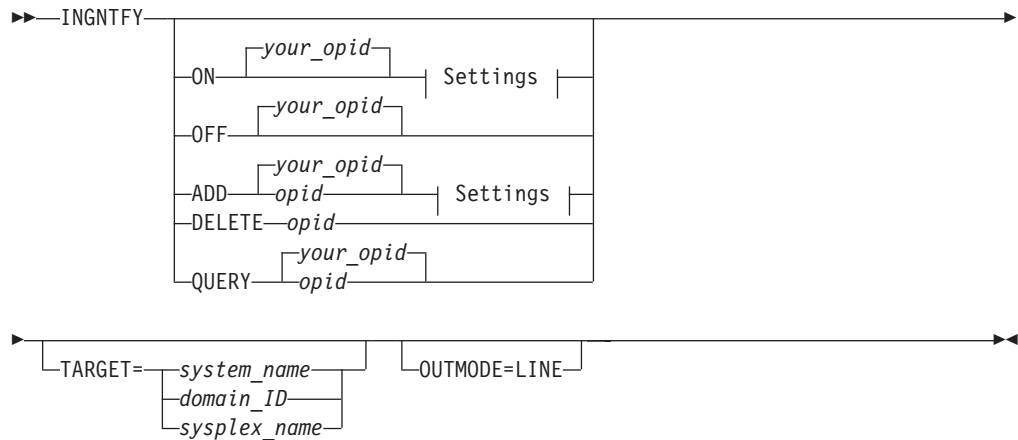 INGNTFY
your_opid
ON Settings
your_opid
OFF
your_opid
ADD opid Settings
DELETE opid
your_opid
QUERY opid
TARGET= system_name OUTMODE=LINE
domain_ID
sysplex_name